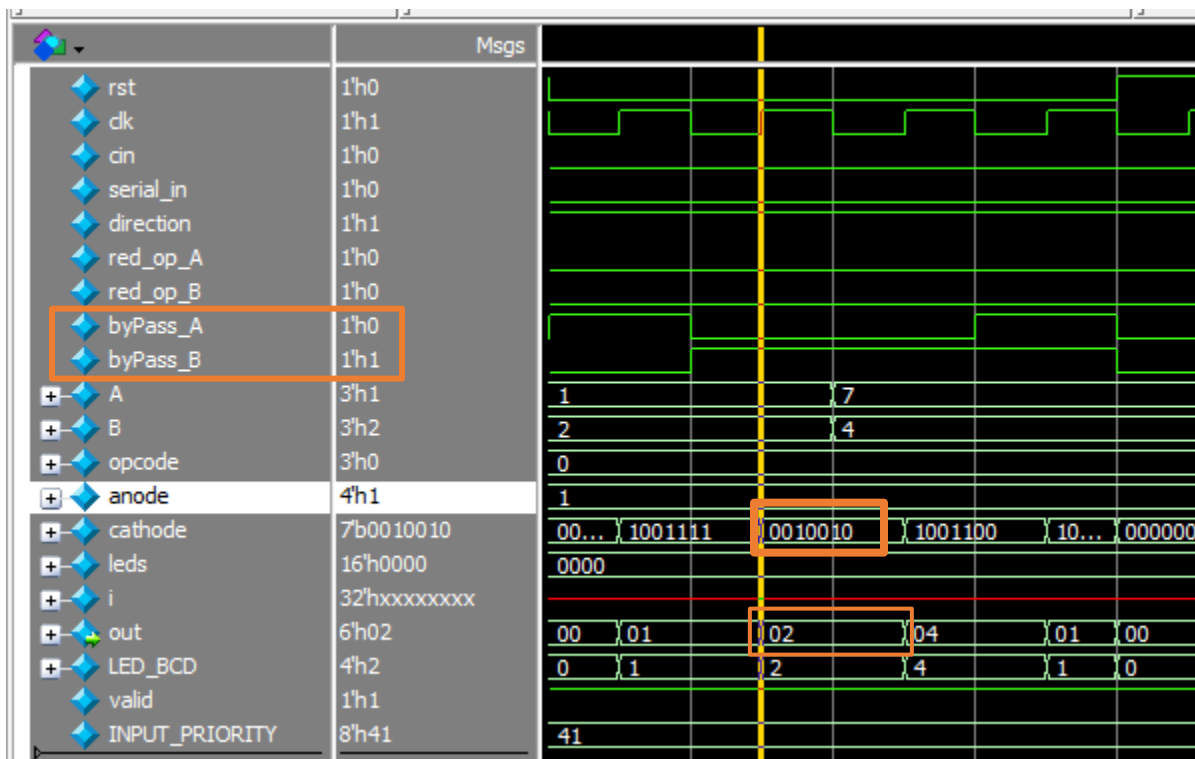 Msgs
rst 1'h0
clk 1'h1
cin 1'h0
serial_in 1'h0
direction 1'h1
red_op_A 1'h0
red_op_B 1'h0
byPass_A 1'h0
byPass_B 1'h1
A 3'h1 1 7
B 3'h2 2 4
opcode 3'h0 0
anode 4'h1 1
cathode 7'b0010010 00... 1001111 0010010 1001100 10... 000000
leds 16'h0000 0000
i 32'hxxxxxxxx
out 6'h02 00 01 02 04 01 00
LED_BCD 4'h2 0 1 2 4 1 0
valid 1'h1
INPUT_PRIORITY 8'h41 41